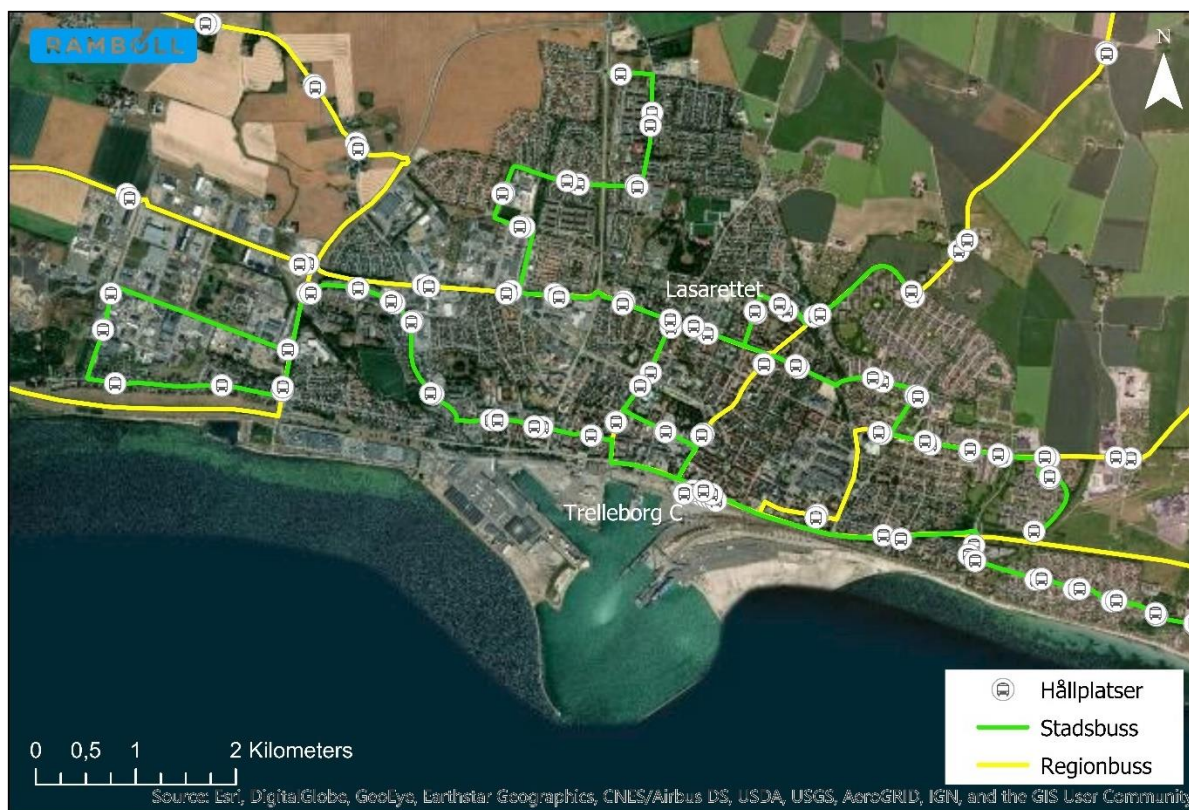 RAMBOLL
N
Lasarettet
Trelleborg C
Hållplatser
Stadsbuss
Regionbuss
0 0,5 1 2 Kilometers
Source: Esri, DigitalGlobe, GeoEye, Earthstar Geographics, CNES/Airbus DS, USDA, USGS, AeroGRID, IGN, and the GIS User Community